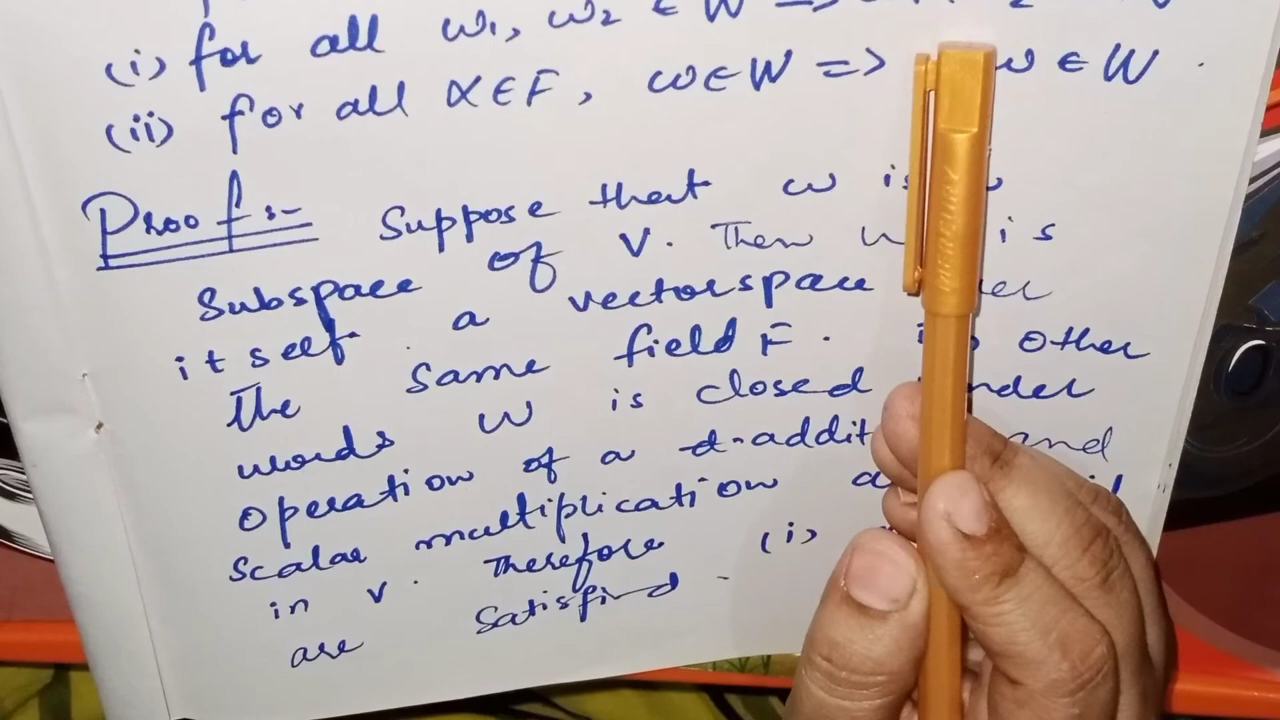 (i) for all w1, w2 ∈ W =>
(ii) for all α∈F, w∈W => w ∈ W
Proof:- Suppose that w is
Subspace of V. Then is
itself a vectorspace
the same field F. other
words W is closed
operation of a and
scalar multiplication
in v. Therefore (i)
are Satisfied
MERCURY